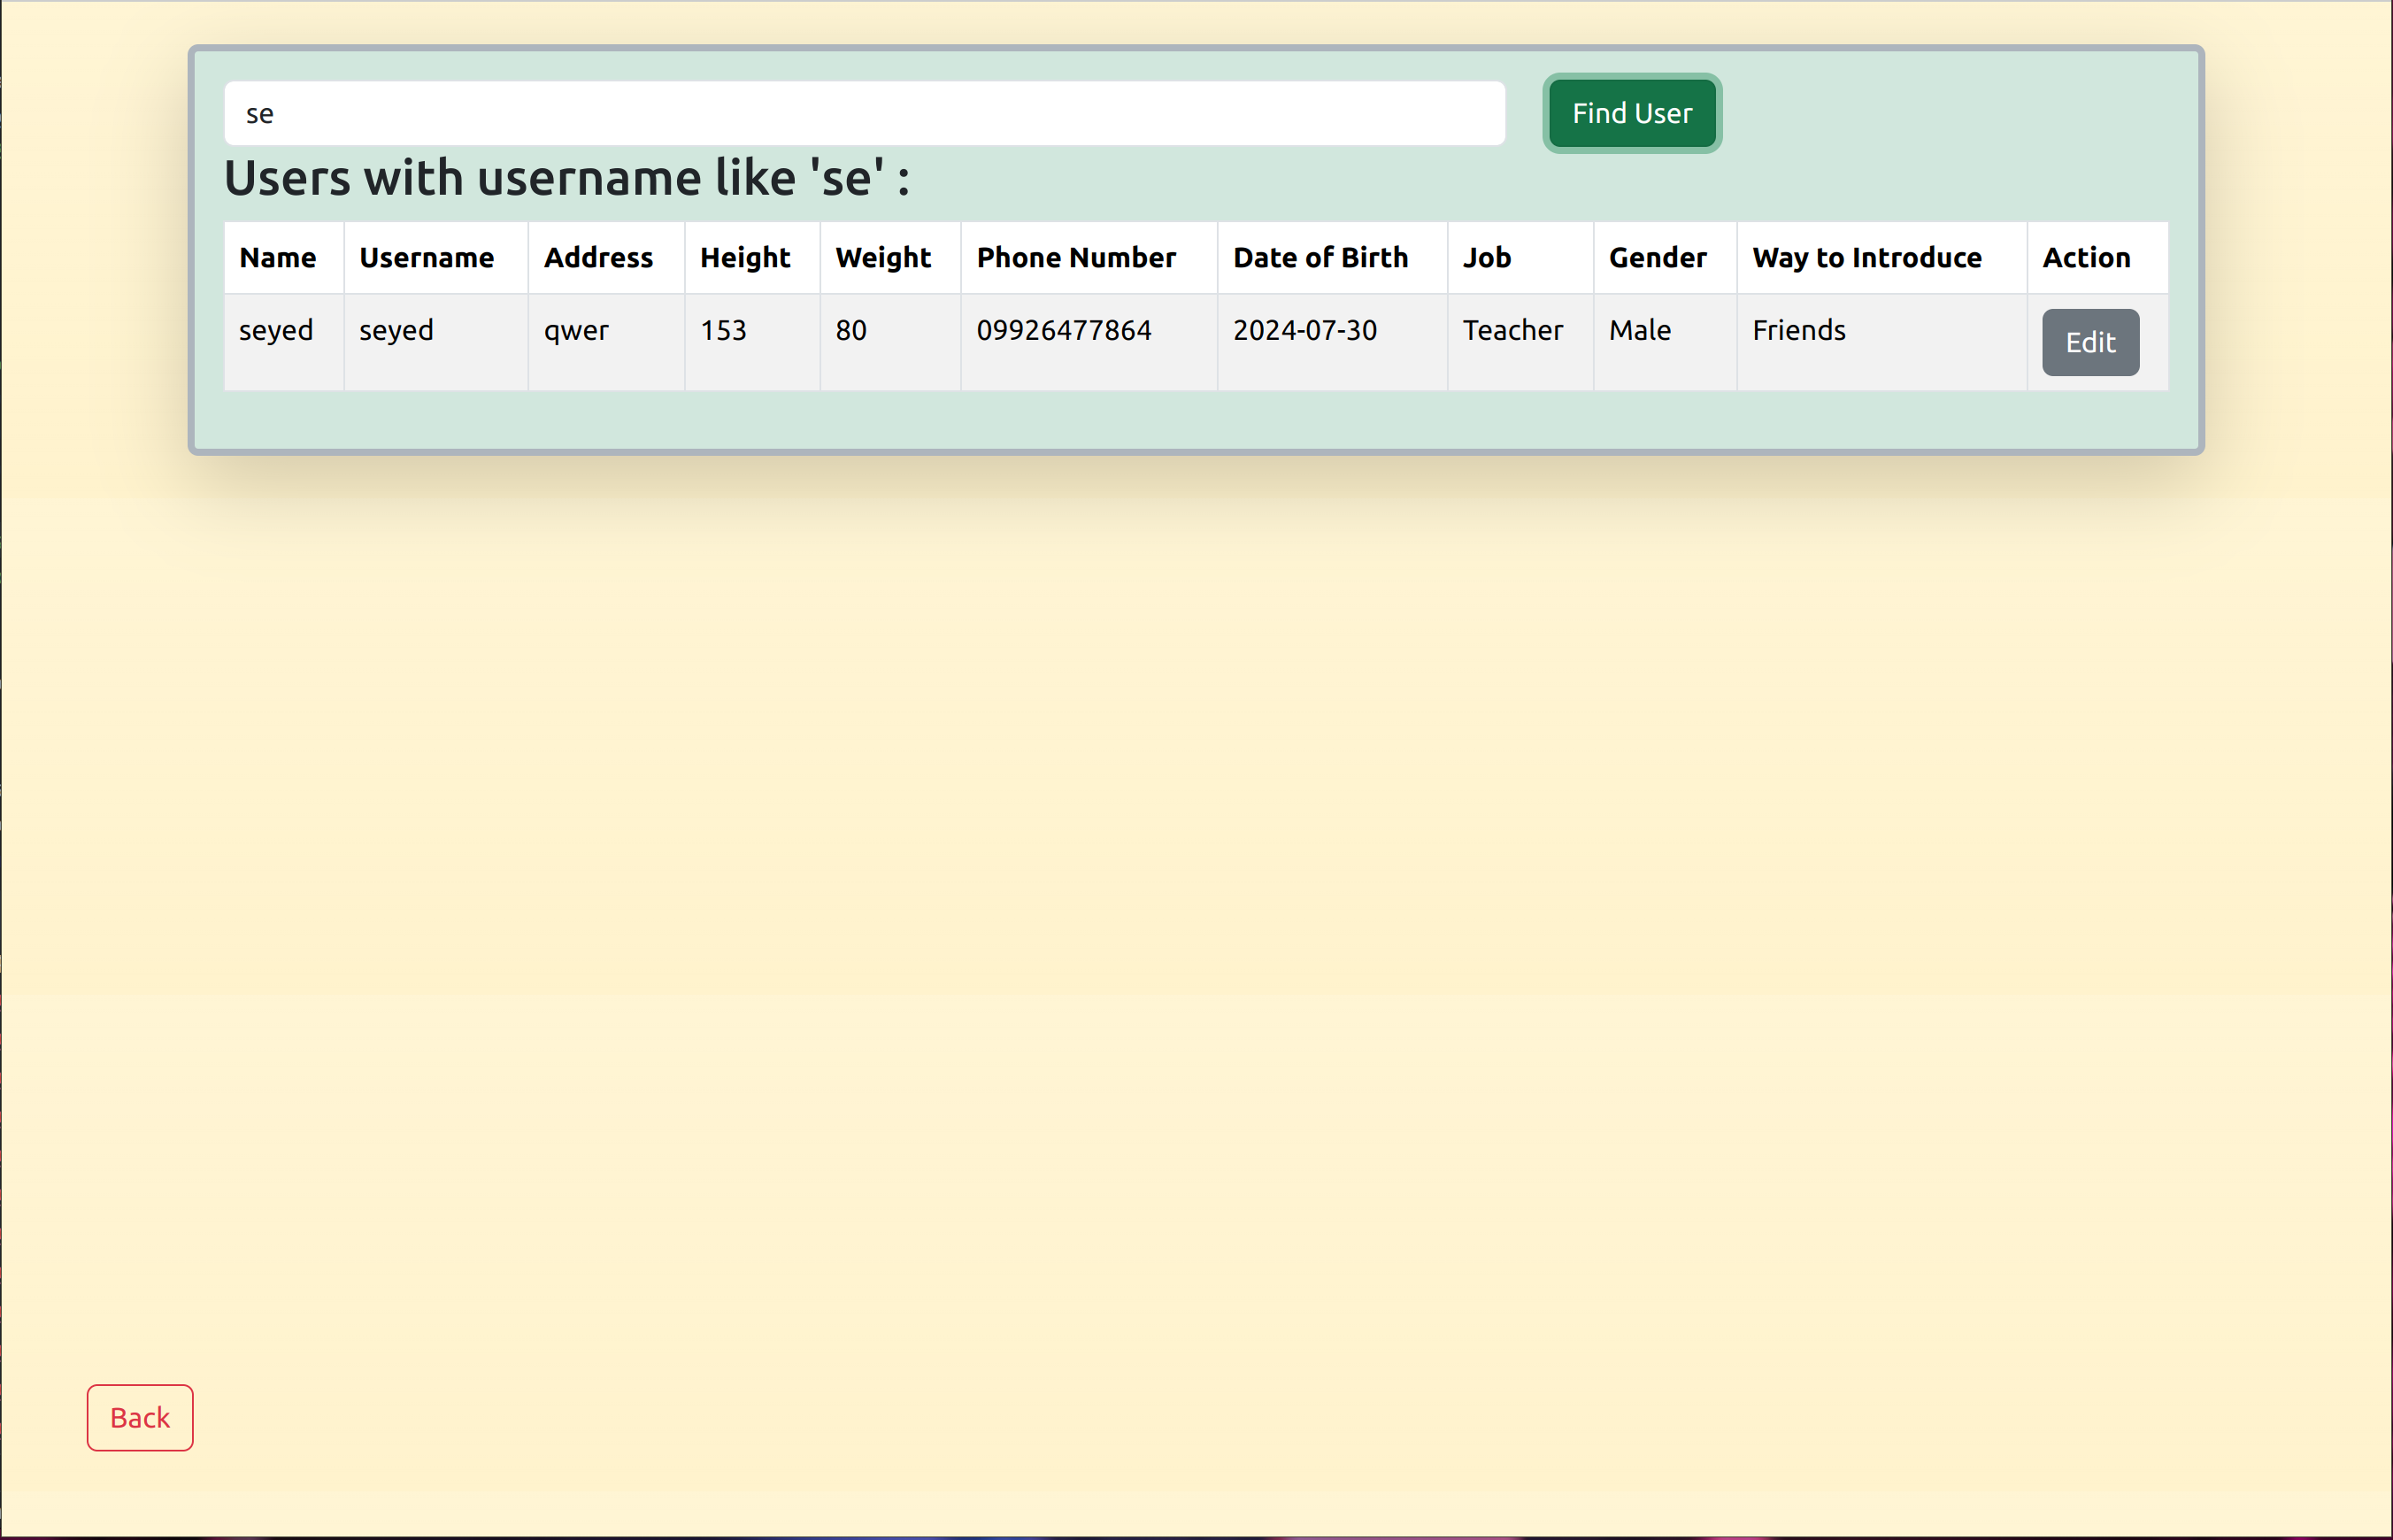 se Find User
Users with username like 'se' :
Name Username Address Height Weight Phone Number Date of Birth Job Gender Way to Introduce Action
seyed seyed qwer 153 80 09926477864 2024-07-30 Teacher Male Friends Edit
Back